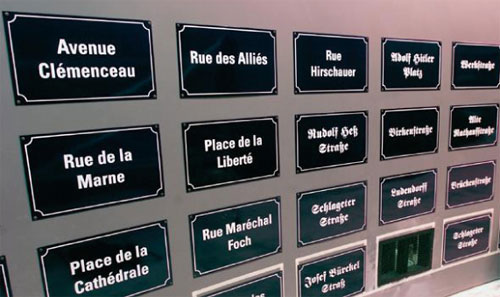 Avenue
Clémenceau
Rue des Alliés
Rue
Hirschauer
Adolf Hitler
Platz
Werkstraße
Rue de la
Marne
Place de la
Liberté
Rudolf Heß
Straße
Birkenstraße
Alte
Rathausstraße
Place de la
Cathédrale
Rue Maréchal
Foch
Schlageter
Straße
Ludendorff
Straße
Brückenstraße
Josef Bürckel
Straß
Schlageter
Straße